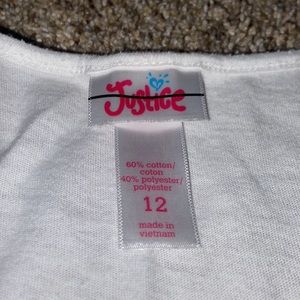 Justice
60% cotton/
coton
40% polyester/
polyester
12
made in
vietnam